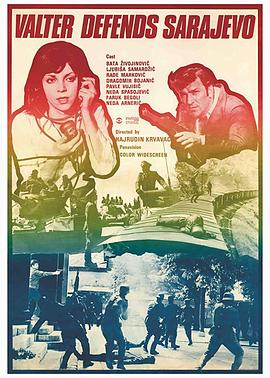 VALTER DEFENDS SARAJEVO
Cast
BATA ŽIVOJINOVIĆ
LJUBIŠA SAMARDŽIĆ
RADE MARKOVIĆ
DRAGOMIR BOJANIĆ
PAVLE VUJISIĆ
NEDA SPASOJEVIĆ
FARUK BEGOLI
NEDA ARNERIĆ
Directed by
HAJRUDIN KRVAVAC
Panavision
COLOR WIDESCREEN